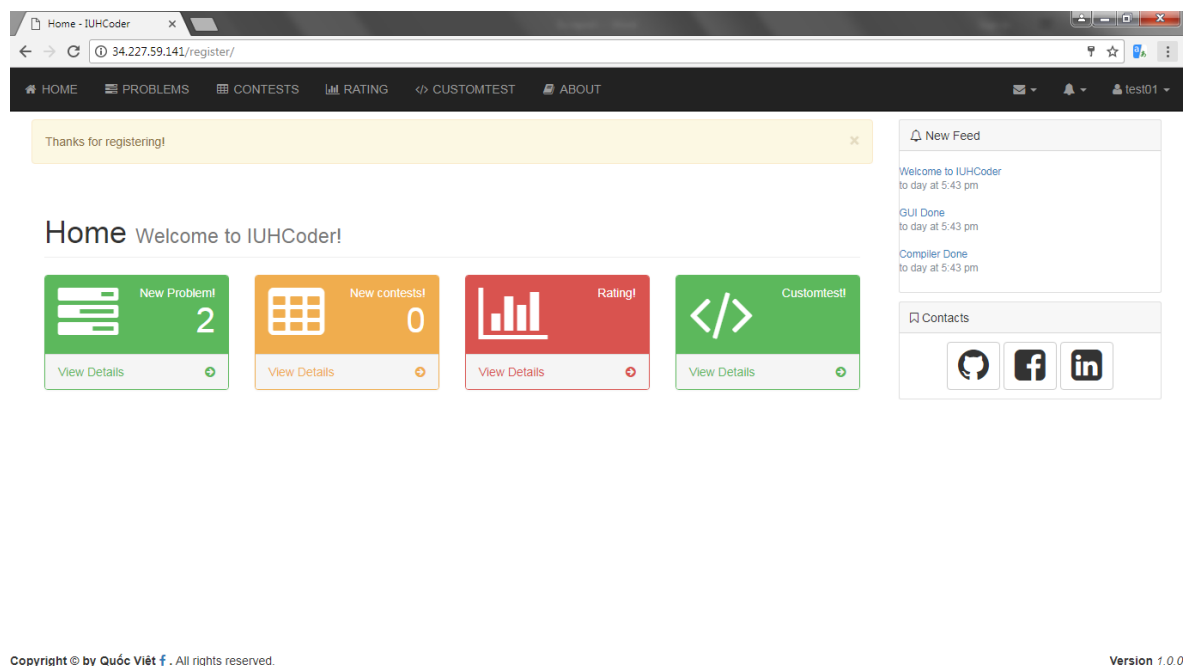 Home - IUHCoder
34.227.59.141/register/
HOME PROBLEMS CONTESTS RATING </> CUSTOMTEST ABOUT test01
Thanks for registering!
New Feed
Welcome to IUHCoder
to day at 5:43 pm
GUI Done
to day at 5:43 pm
Compiler Done
to day at 5:43 pm
Home Welcome to IUHCoder!
New Problem!
2
View Details
New contests!
0
View Details
Rating!
View Details
Customtest!
View Details
Contacts
Copyright © by Quốc Việt f . All rights reserved.
Version 1.0.0